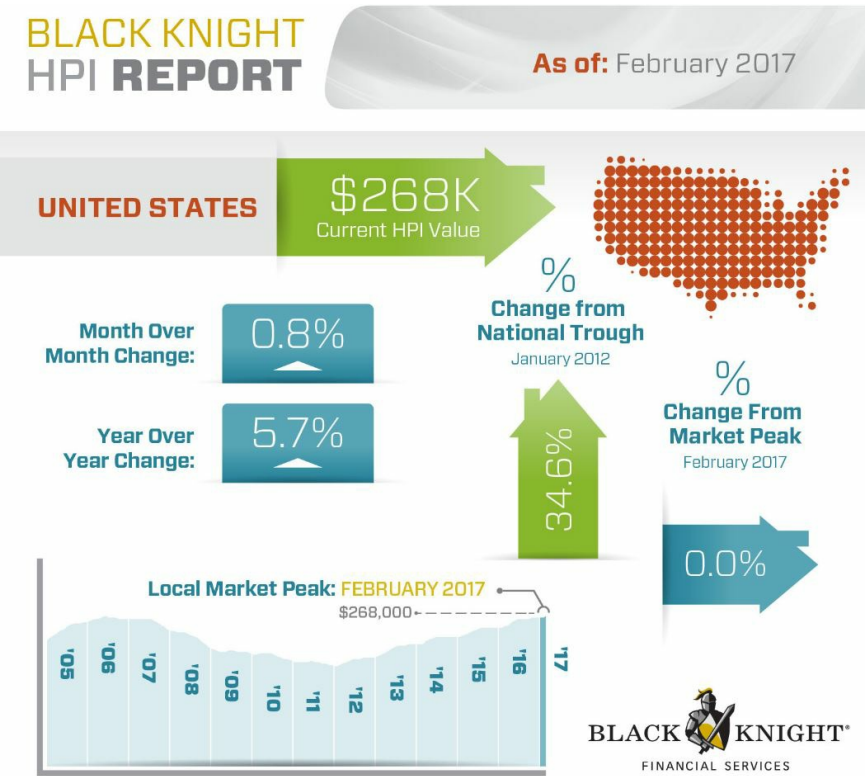 BLACK KNIGHT
HPI REPORT
As of: February 2017
UNITED STATES
$268K
Current HPI Value
Month Over
Month Change:
0.8%
Year Over
Year Change:
5.7%
%
Change from
National Trough
January 2012
34.6%
%
Change From
Market Peak
February 2017
0.0%
Local Market Peak: FEBRUARY 2017
$268,000
'05
'06
'07
'08
'09
'10
'11
'12
'13
'14
'15
'16
'17
BLACK KNIGHT®
FINANCIAL SERVICES